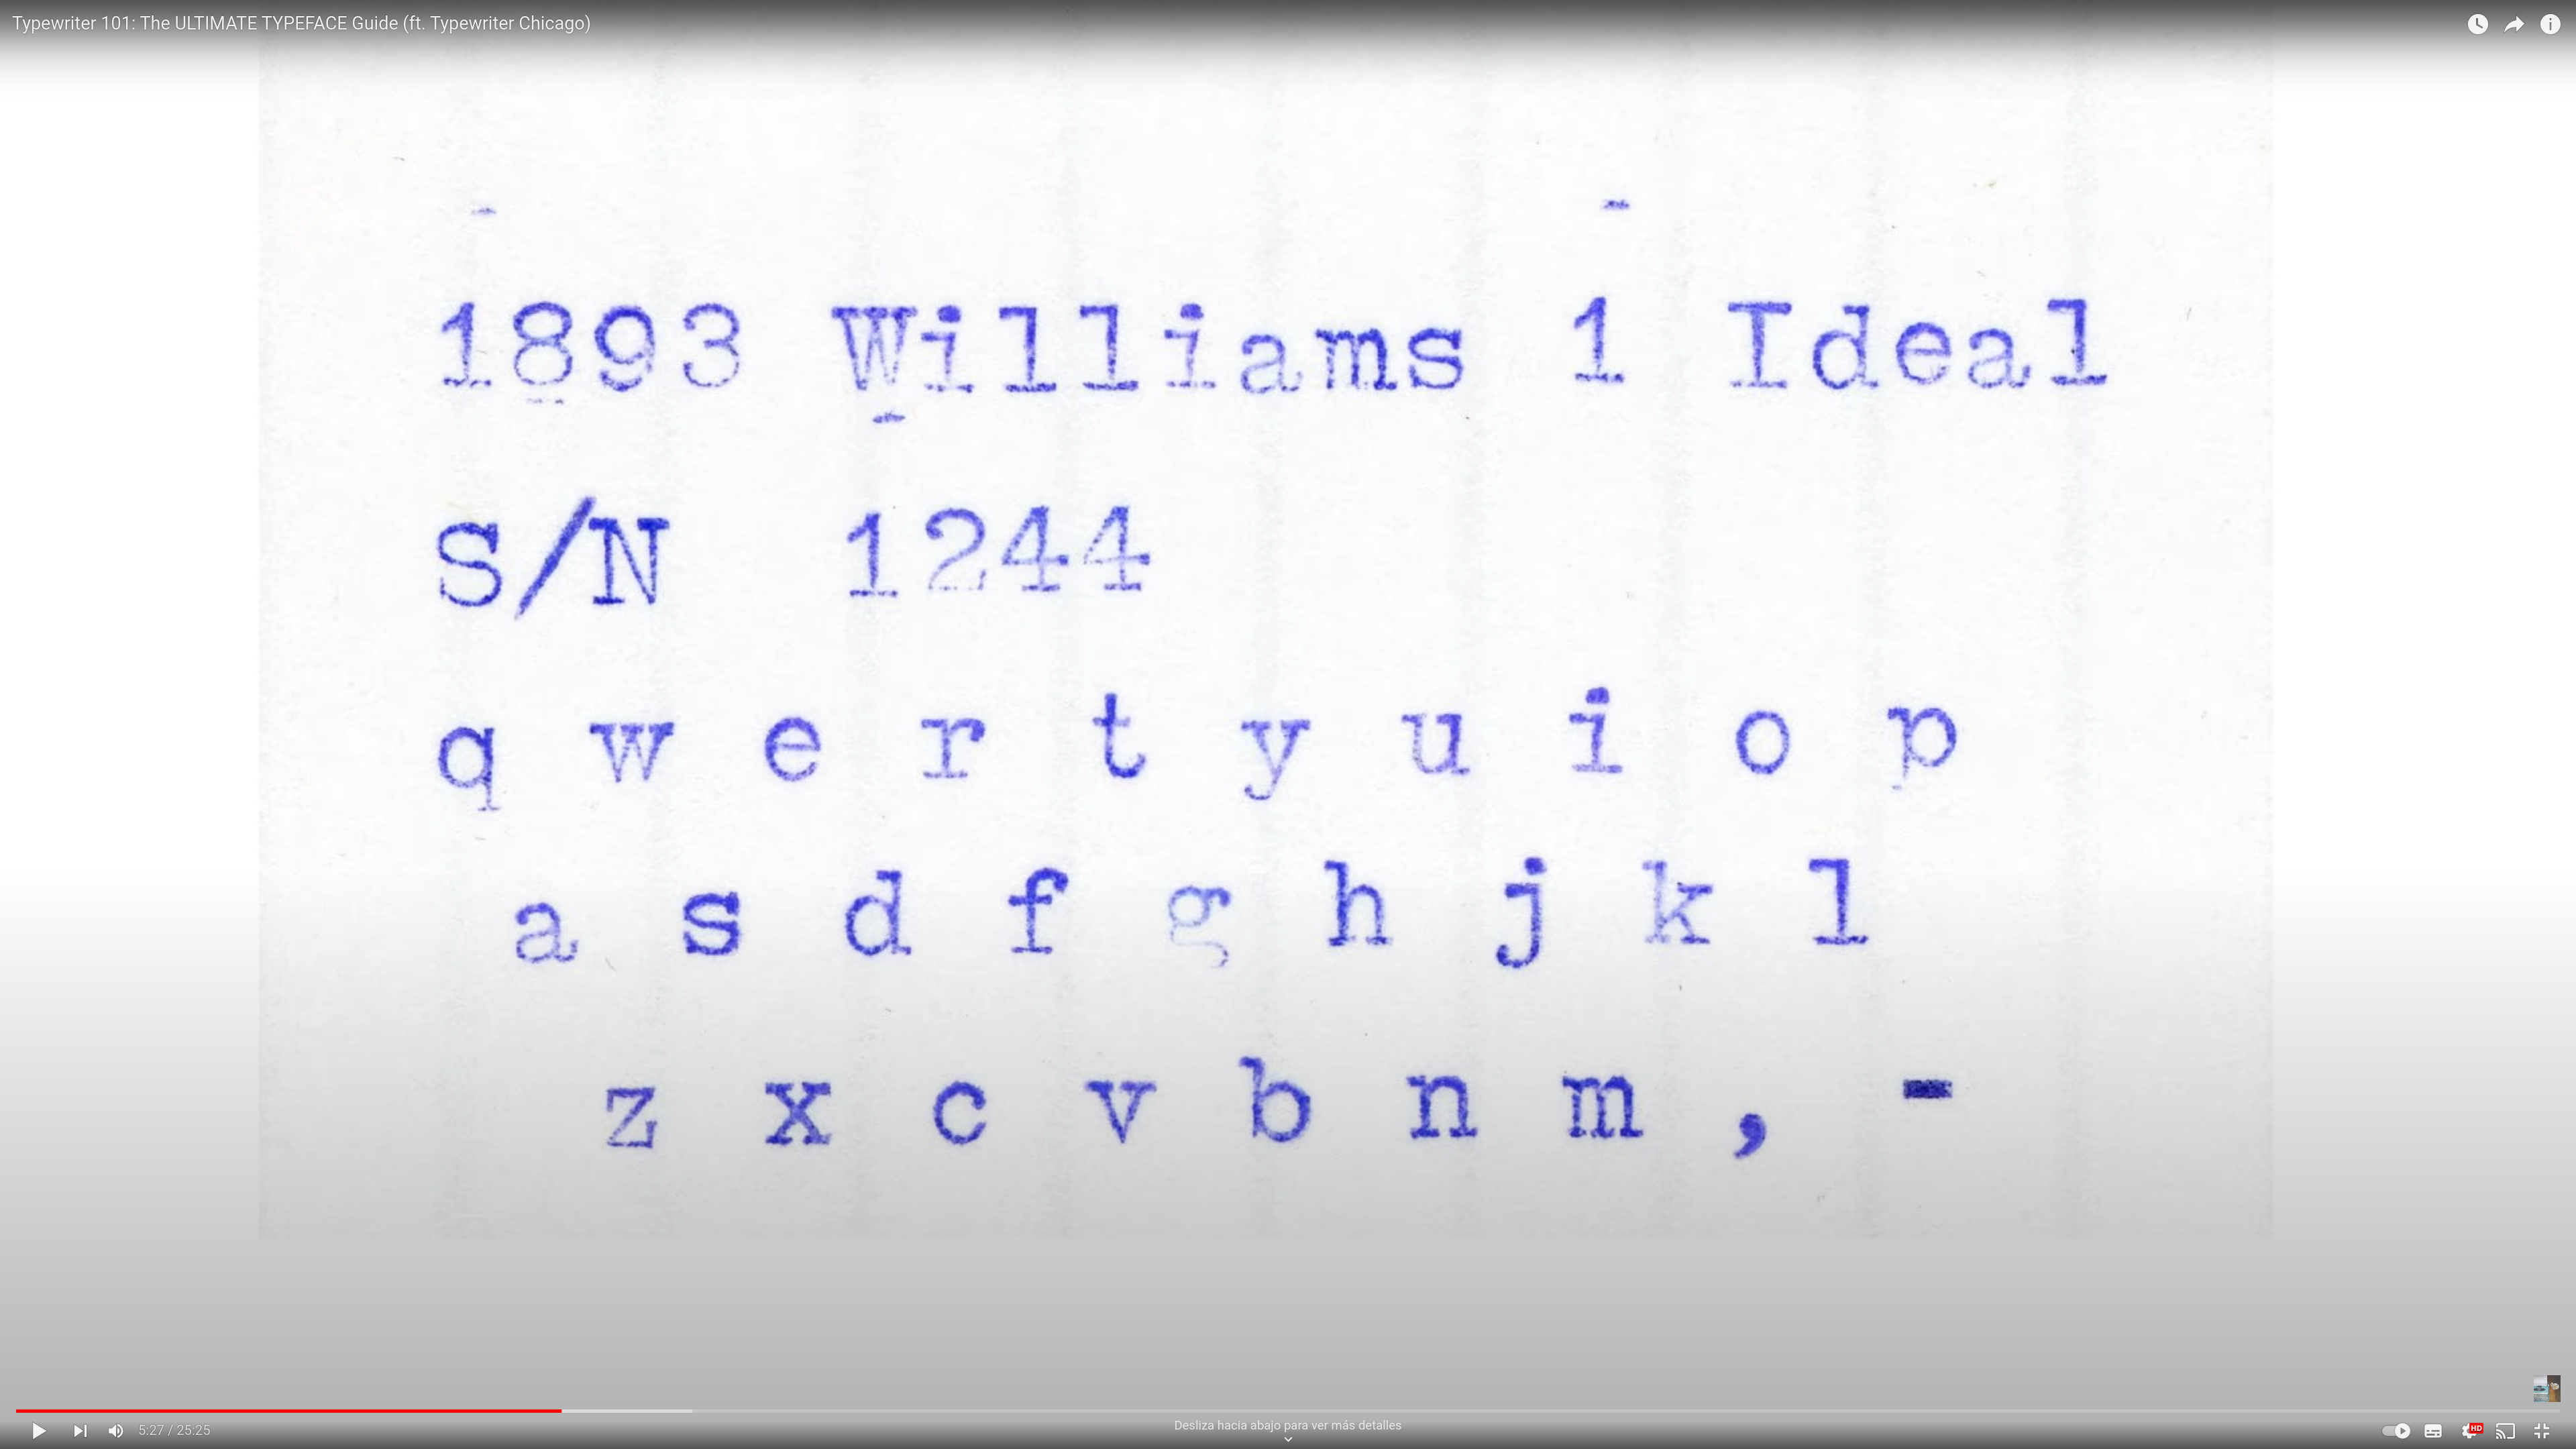 Typewriter 101: The ULTIMATE TYPEFACE Guide (ft. Typewriter Chicago)
1893 Williams 1 Ideal
S/N 1244
q w e r t y u i o p
a s d f g h j k l
z x c v b n m , -
5:27 / 25:25
Desliza hacia abajo para ver más detalles
HD